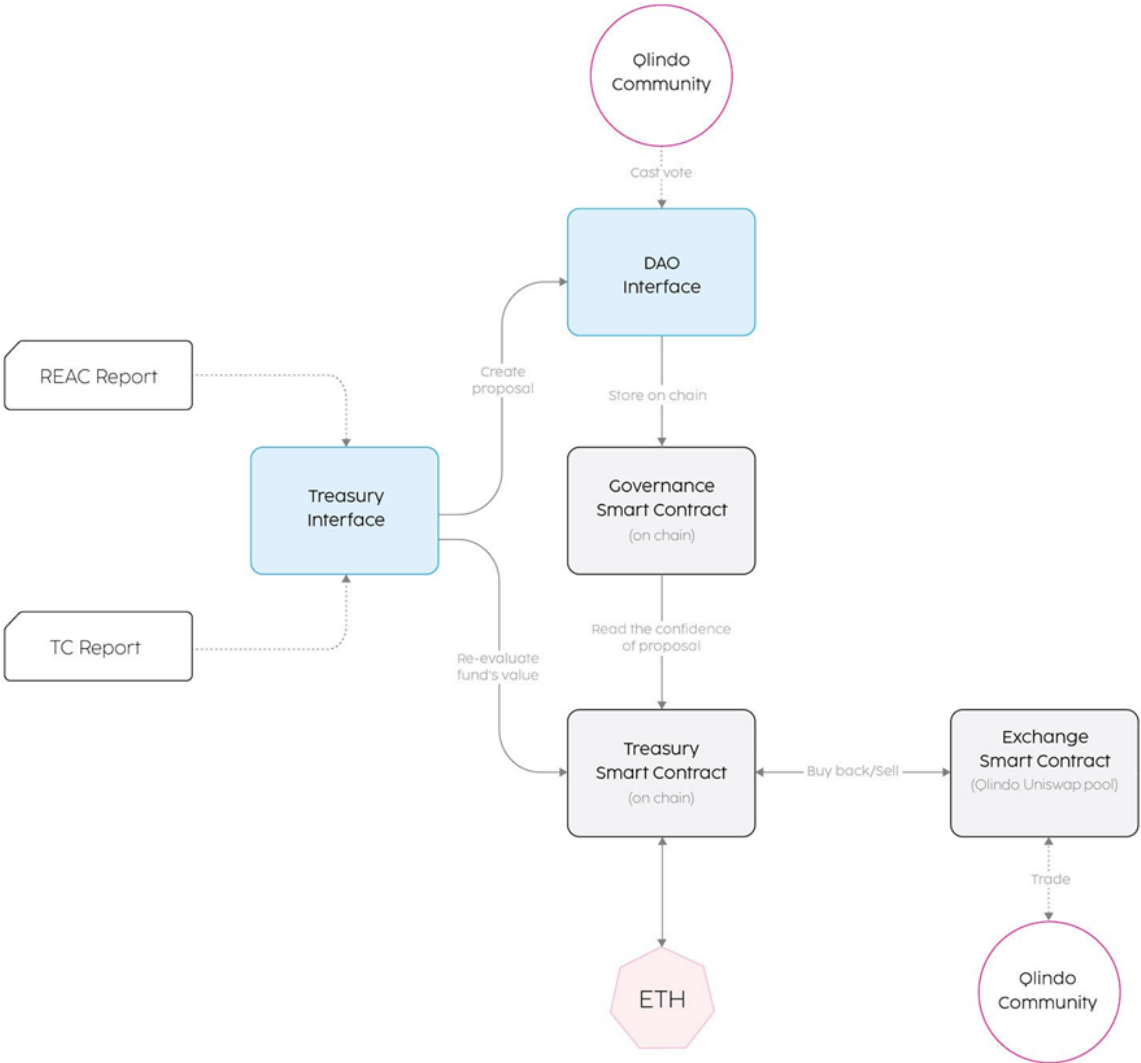 Qlindo
Community
Cast vote
DAO
Interface
REAC Report
Create
proposal
Store on chain
Treasury
Interface
Governance
Smart Contract
(on chain)
TC Report
Read the confidence
of proposal
Re-evaluate
fund's value
Treasury
Smart Contract
(on chain)
Buy back/Sell
Exchange
Smart Contract
(Qlindo Uniswap pool)
Trade
ETH
Qlindo
Community